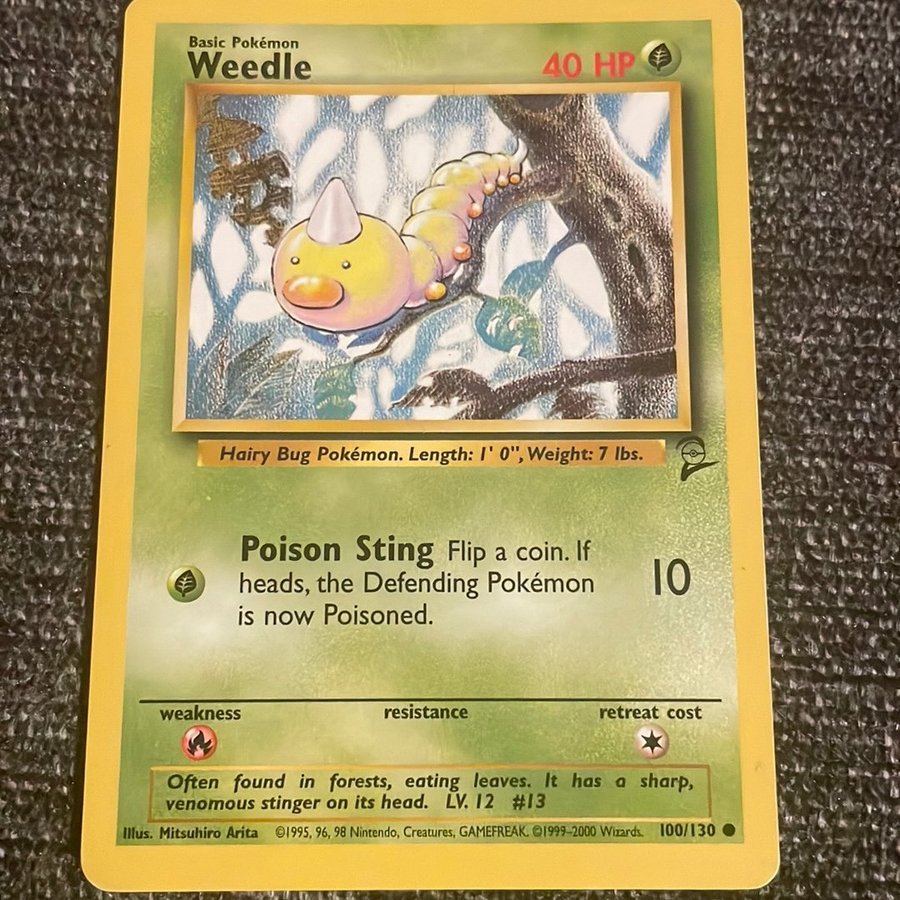 Basic Pokémon
Weedle 40 HP
Hairy Bug Pokémon. Length: 1' 0", Weight: 7 lbs.
Poison Sting Flip a coin. If
heads, the Defending Pokémon
is now Poisoned.
10
weakness resistance retreat cost
Often found in forests, eating leaves. It has a sharp,
venomous stinger on its head. LV. 12 #13
Illus. Mitsuhiro Arita ©1995, 96, 98 Nintendo, Creatures, GAMEFREAK. ©1999–2000 Wizards. 100/130